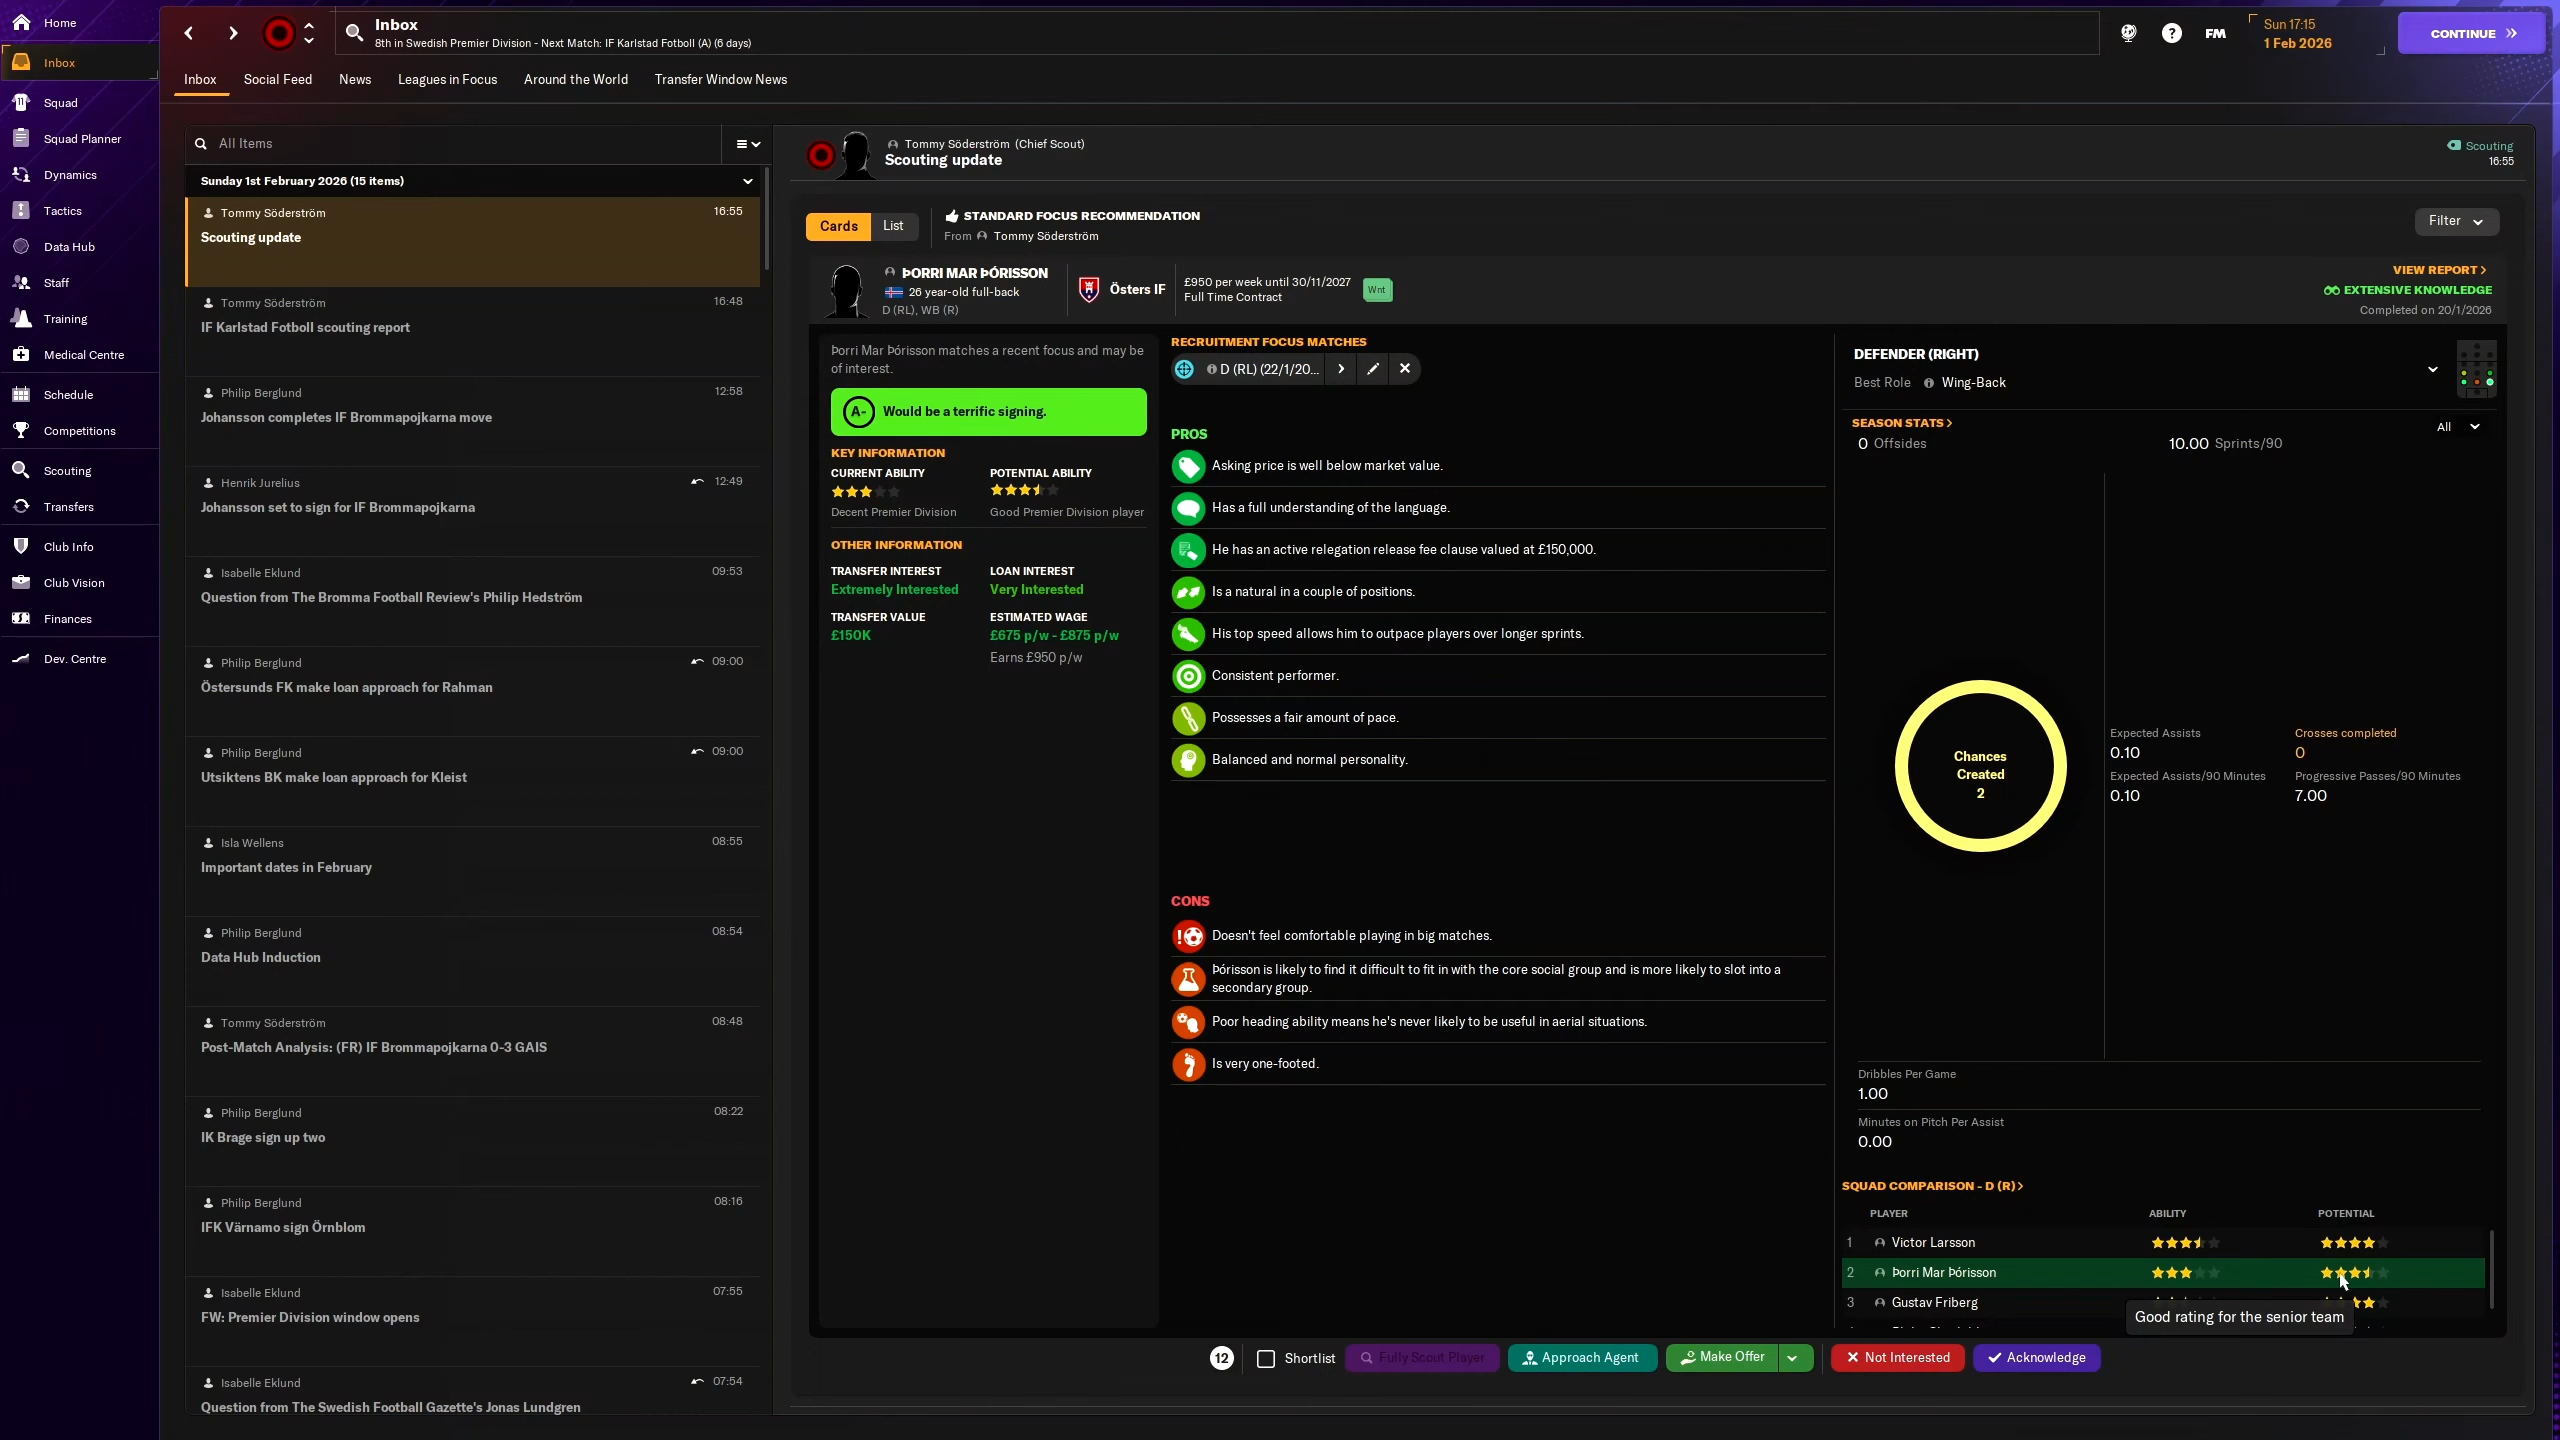 Home
Inbox
Squad
Squad Planner
Dynamics
Tactics
Data Hub
Staff
Training
Medical Centre
Schedule
Competitions
Scouting
Transfers
Club Info
Club Vision
Finances
Dev. Centre
Inbox
8th in Swedish Premier Division - Next Match: IF Karlstad Fotboll (A) (6 days)
FM
Sun 17:15
1 Feb 2026
CONTINUE
Inbox Social Feed News Leagues in Focus Around the World Transfer Window News
All Items
Sunday 1st February 2026 (15 items)
Tommy Söderström 16:55
Scouting update
Tommy Söderström 16:48
IF Karlstad Fotboll scouting report
Philip Berglund 12:58
Johansson completes IF Brommapojkarna move
Henrik Jurelius 12:49
Johansson set to sign for IF Brommapojkarna
Isabelle Eklund 09:53
Question from The Bromma Football Review's Philip Hedström
Philip Berglund 09:00
Östersunds FK make loan approach for Rahman
Philip Berglund 09:00
Utsiktens BK make loan approach for Kleist
Isla Wellens 08:55
Important dates in February
Philip Berglund 08:54
Data Hub Induction
Tommy Söderström 08:48
Post-Match Analysis: (FR) IF Brommapojkarna 0-3 GAIS
Philip Berglund 08:22
IK Brage sign up two
Philip Berglund 08:16
IFK Värnamo sign Örnblom
Isabelle Eklund 07:55
FW: Premier Division window opens
Isabelle Eklund 07:54
Question from The Swedish Football Gazette's Jonas Lundgren
Tommy Söderström (Chief Scout)
Scouting update
Scouting
16:55
Cards List
STANDARD FOCUS RECOMMENDATION
From Tommy Söderström
Filter
ÞORRI MAR ÞÓRISSON
26 year-old full-back
D (RL), WB (R)
Östers IF
£950 per week until 30/11/2027
Full Time Contract
Wnt
VIEW REPORT
EXTENSIVE KNOWLEDGE
Completed on 20/1/2026
Þorri Mar Þórisson matches a recent focus and may be
of interest.
A- Would be a terrific signing.
KEY INFORMATION
CURRENT ABILITY POTENTIAL ABILITY
Decent Premier Division Good Premier Division player
OTHER INFORMATION
TRANSFER INTEREST LOAN INTEREST
Extremely Interested Very Interested
TRANSFER VALUE ESTIMATED WAGE
£150K £675 p/w - £875 p/w
Earns £950 p/w
RECRUITMENT FOCUS MATCHES
D (RL) (22/1/20...
PROS
Asking price is well below market value.
Has a full understanding of the language.
He has an active relegation release fee clause valued at £150,000.
Is a natural in a couple of positions.
His top speed allows him to outpace players over longer sprints.
Consistent performer.
Possesses a fair amount of pace.
Balanced and normal personality.
CONS
Doesn't feel comfortable playing in big matches.
Þórisson is likely to find it difficult to fit in with the core social group and is more likely to slot into a
secondary group.
Poor heading ability means he's never likely to be useful in aerial situations.
Is very one-footed.
DEFENDER (RIGHT)
Best Role Wing-Back
SEASON STATS
All
0 Offsides 10.00 Sprints/90
Chances
Created
2
Expected Assists Crosses completed
0.10 0
Expected Assists/90 Minutes Progressive Passes/90 Minutes
0.10 7.00
Dribbles Per Game
1.00
Minutes on Pitch Per Assist
0.00
SQUAD COMPARISON - D (R)
PLAYER ABILITY POTENTIAL
1 Victor Larsson
2 Þorri Mar Þórisson
3 Gustav Friberg
Good rating for the senior team
12 Shortlist Fully Scout Player Approach Agent Make Offer Not Interested Acknowledge